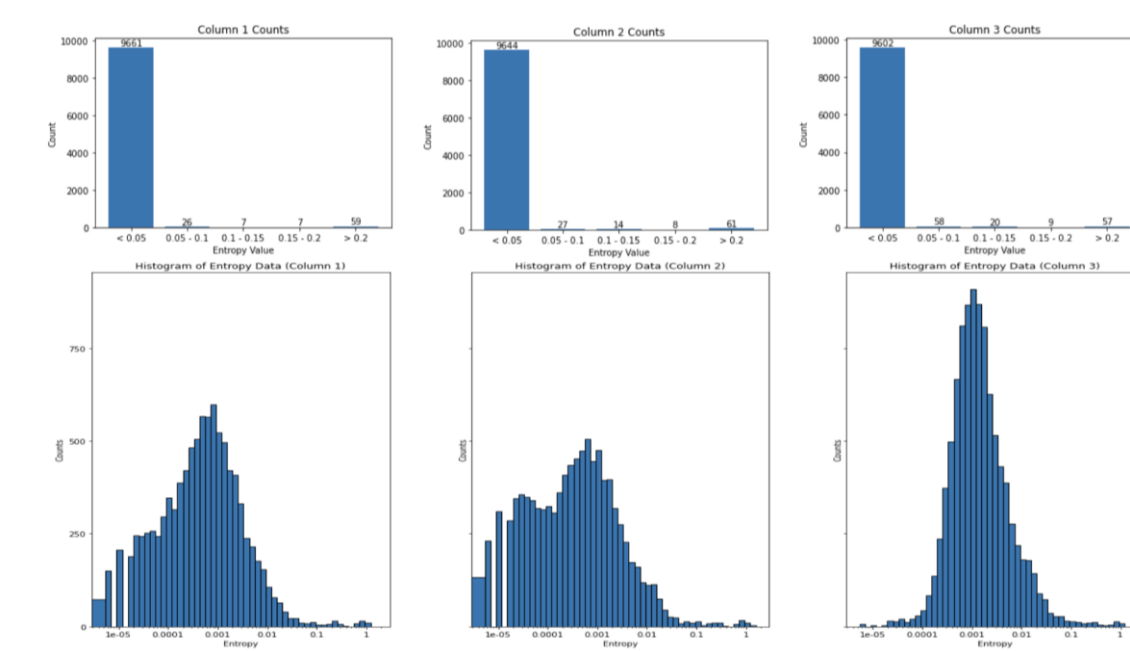 Column 1 Counts
10000
8000
6000
4000
2000
0
Count
9661
26
7
7
59
< 0.05
0.05 - 0.1
0.1 - 0.15
0.15 - 0.2
> 0.2
Entropy Value
Column 2 Counts
10000
8000
6000
4000
2000
0
Count
9644
27
14
8
61
< 0.05
0.05 - 0.1
0.1 - 0.15
0.15 - 0.2
> 0.2
Entropy Value
Column 3 Counts
10000
8000
6000
4000
2000
0
Count
9602
58
20
9
57
< 0.05
0.05 - 0.1
0.1 - 0.15
0.15 - 0.2
> 0.2
Entropy Value
Histogram of Entropy Data (Column 1)
750
500
250
0
Counts
1e-05
0.0001
0.001
0.01
0.1
1
Entropy
Histogram of Entropy Data (Column 2)
Counts
1e-05
0.0001
0.001
0.01
0.1
1
Entropy
Histogram of Entropy Data (Column 3)
Counts
1e-05
0.0001
0.001
0.01
0.1
1
Entropy